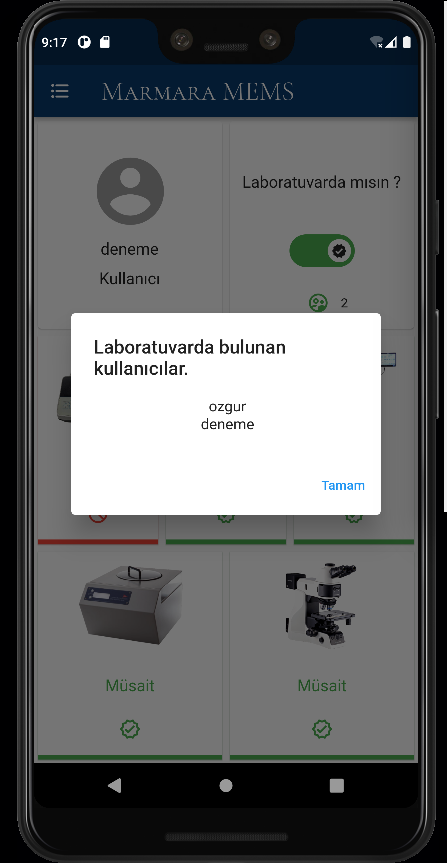 9:17
MARMARA MEMS
Laboratuvarda mısın ?
deneme
Kullanıcı
2
Laboratuvarda bulunan
kullanıcılar.
ozgur
deneme
Tamam
Müsait
Müsait